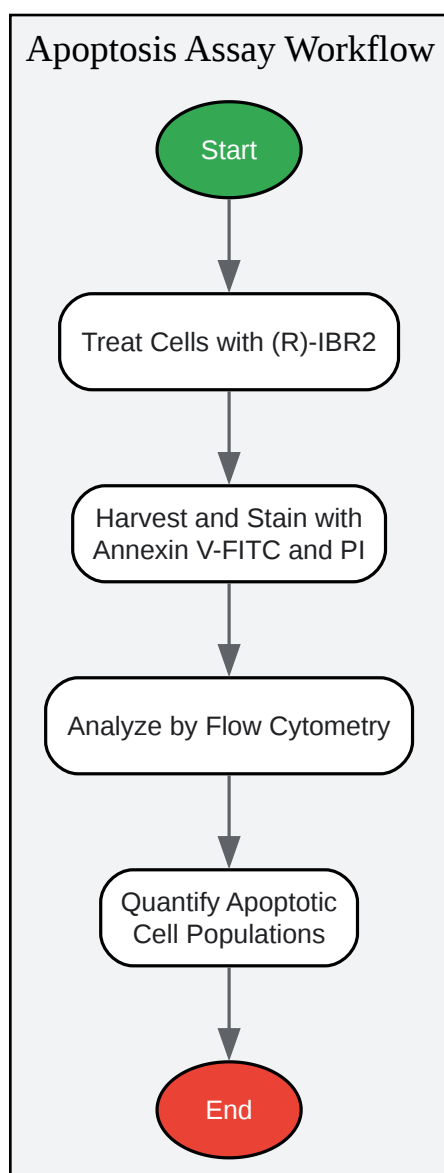 Apoptosis Assay Workflow
Start
Treat Cells with (R)-IBR2
Harvest and Stain with
Annexin V-FITC and PI
Analyze by Flow Cytometry
Quantify Apoptotic
Cell Populations
End